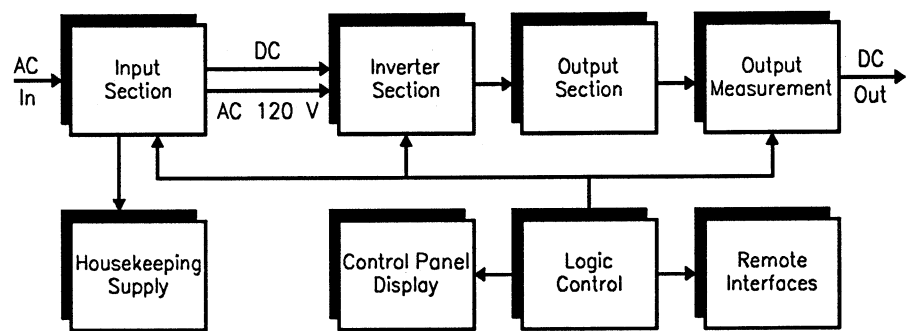 AC
In
Input
Section
DC
AC 120 V
Inverter
Section
Output
Section
Output
Measurement
DC
Out
Housekeeping
Supply
Control Panel
Display
Logic
Control
Remote
Interfaces